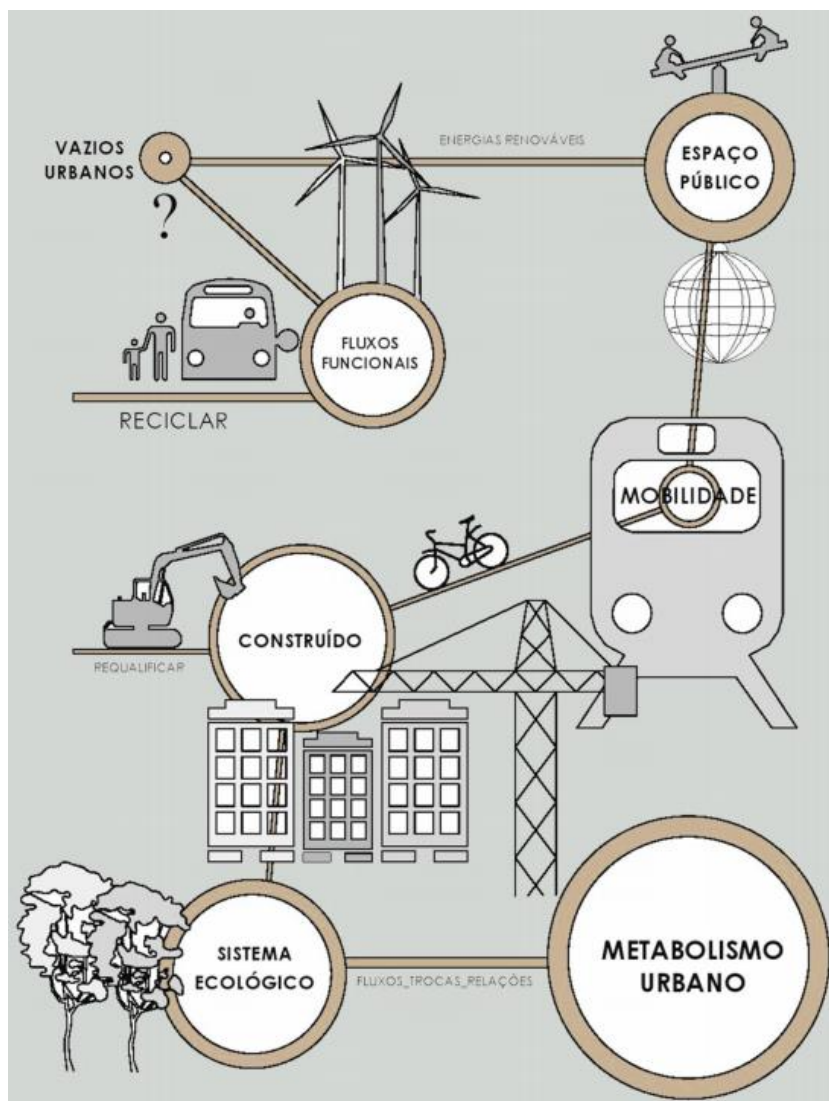 ENERGIAS RENOVÁVEIS
VAZIOS
URBANOS
?
ESPAÇO
PÚBLICO
FLUXOS
FUNCIONAIS
RECICLAR
MOBILIDADE
CONSTRUÍDO
REQUALIFICAR
SISTEMA
ECOLÓGICO
FLUXOS_TROCAS_RELAÇÕES
METABOLISMO
URBANO